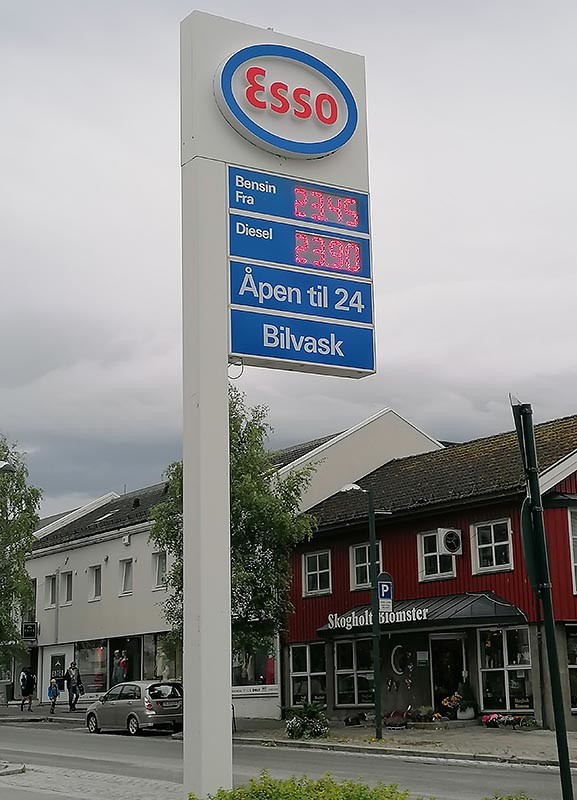 Esso
Bensin
Fra
23.45
Diesel
23.90
Åpen til 24
Bilvask
P
Skogholt Blomster